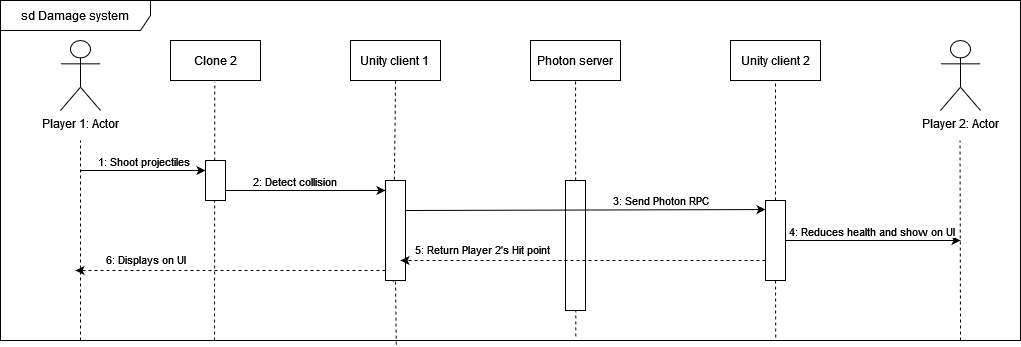 sd Damage system
Clone 2
Unity client 1
Photon server
Unity client 2
Player 1: Actor
Player 2: Actor
1: Shoot projectiles
2: Detect collision
3: Send Photon RPC
4: Reduces health and show on UI
5: Return Player 2's Hit point
6: Displays on UI